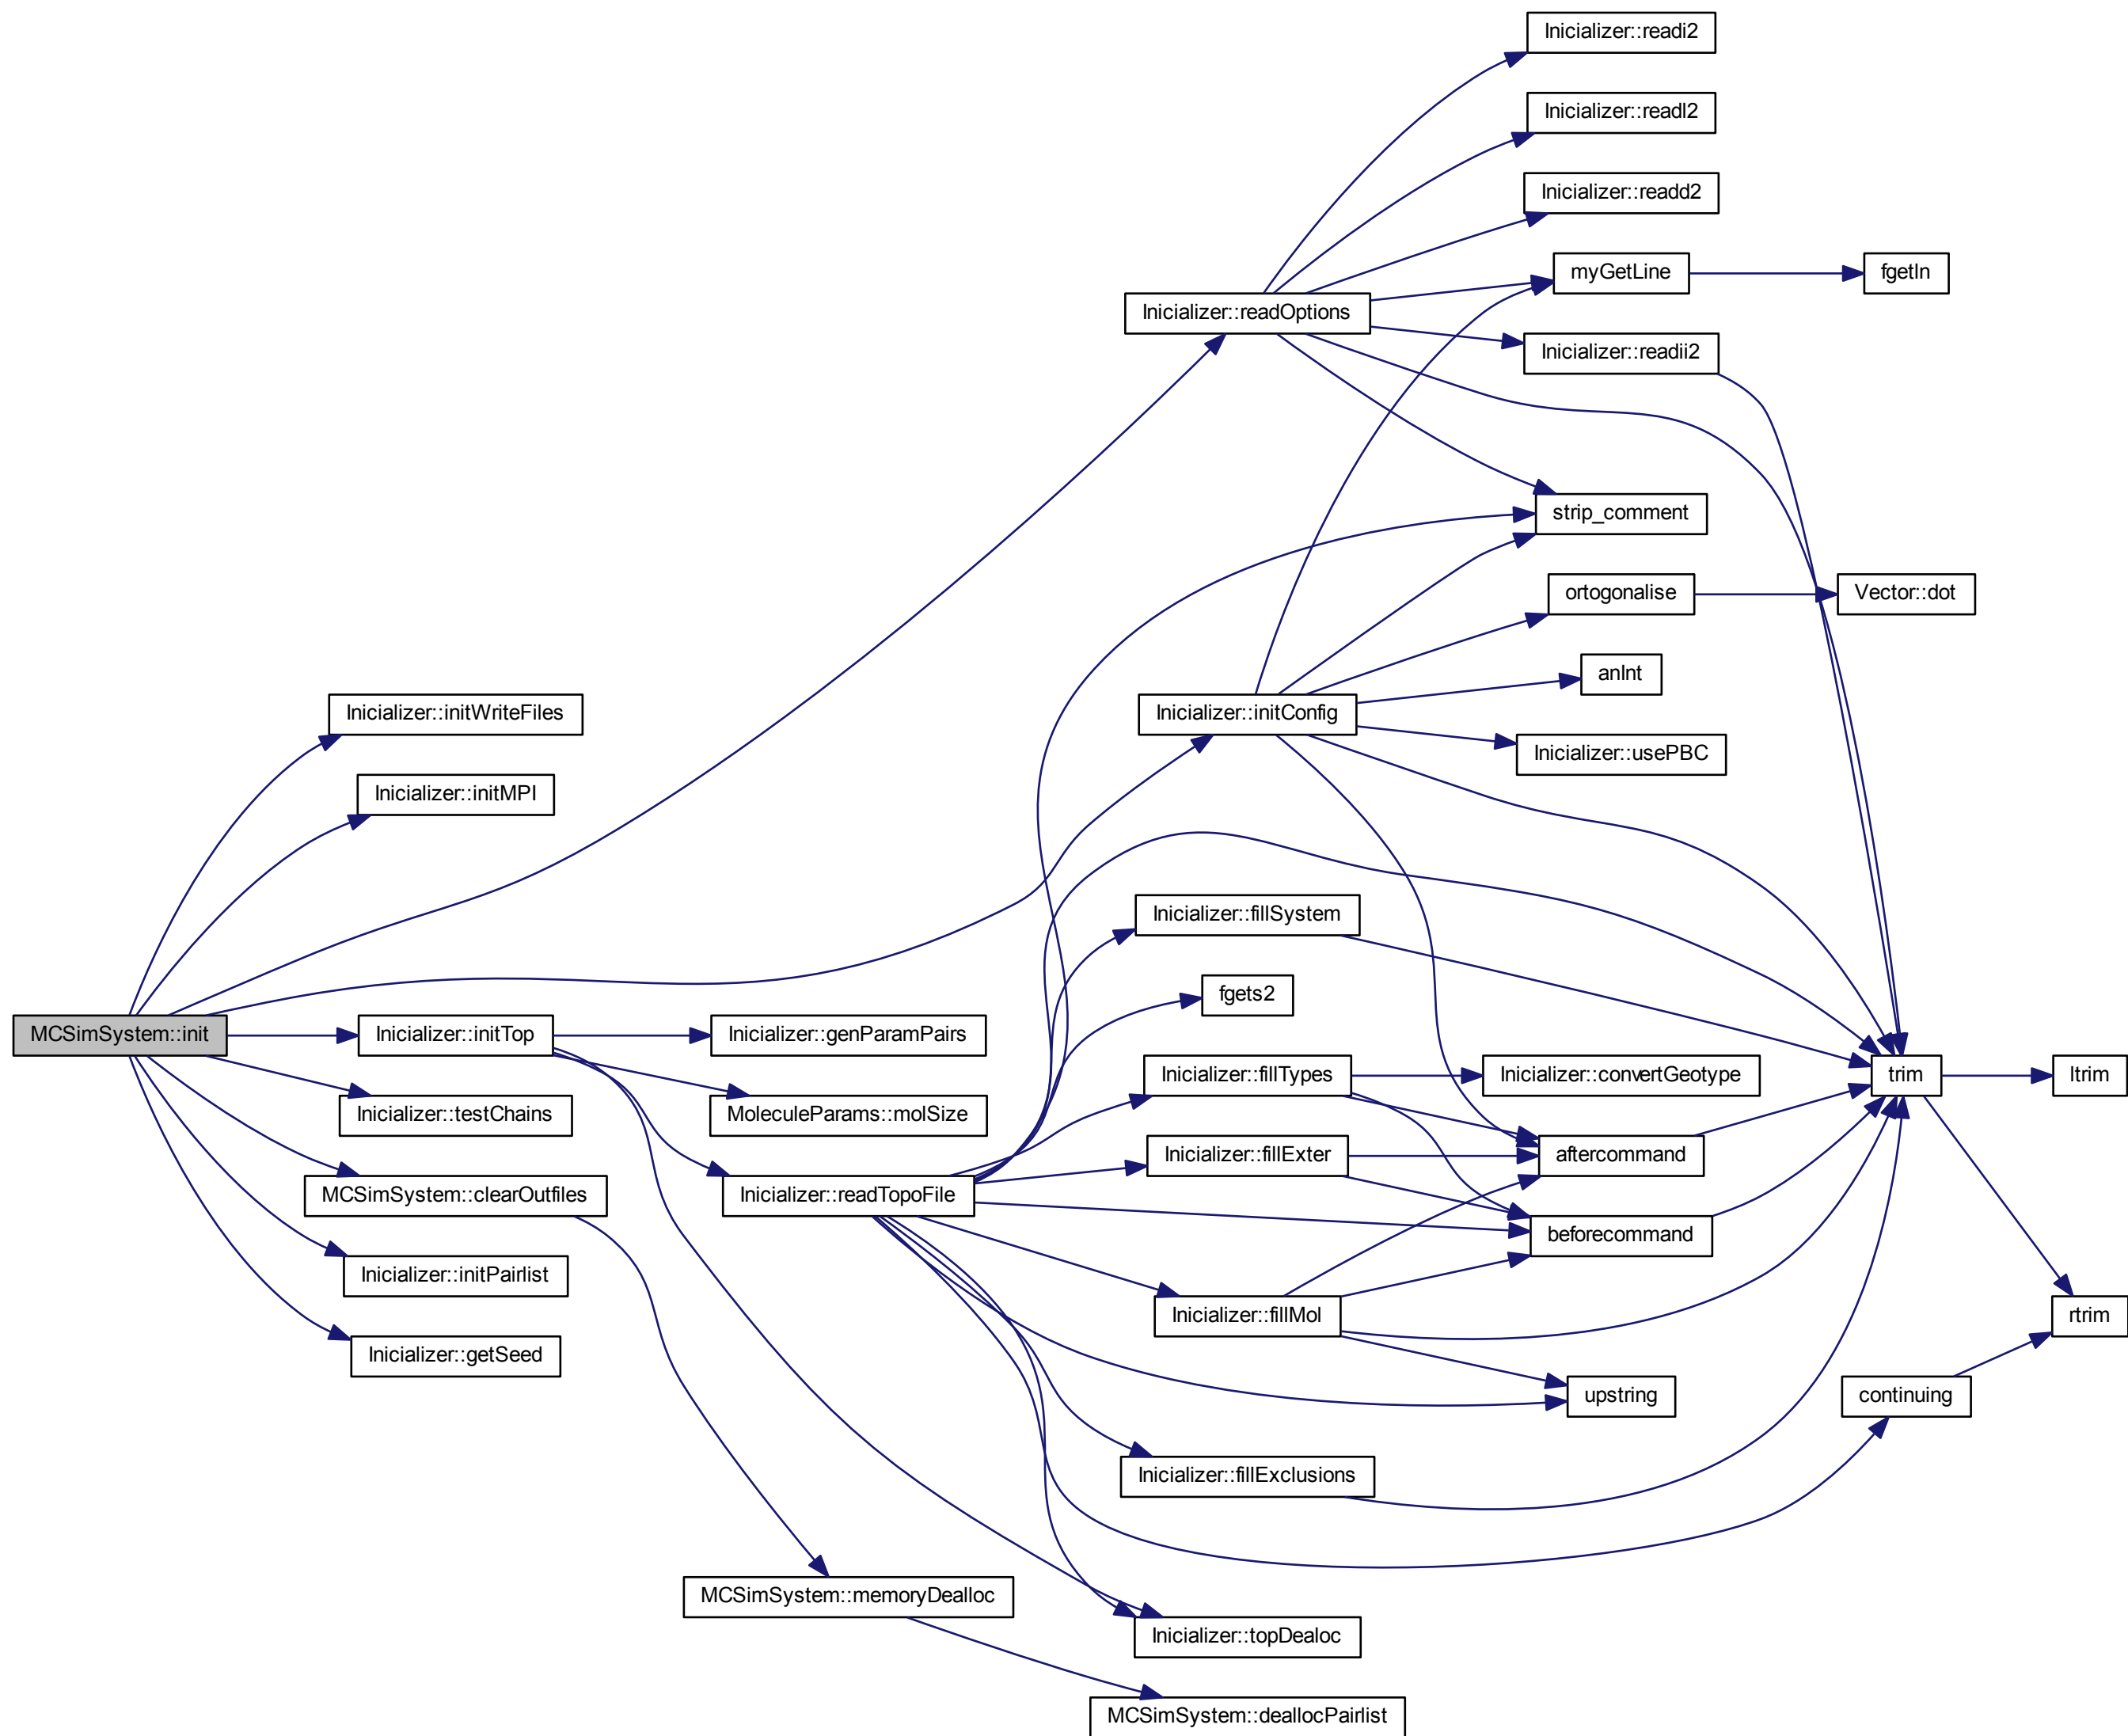 Inicializer::readi2
Inicializer::readl2
Inicializer::readd2
myGetLine
fgetln
Inicializer::readOptions
Inicializer::readii2
strip_comment
ortogonalise
Vector::dot
anInt
Inicializer::initWriteFiles
Inicializer::initConfig
Inicializer::usePBC
Inicializer::initMPI
Inicializer::fillSystem
fgets2
MCSimSystem::init
Inicializer::initTop
Inicializer::genParamPairs
Inicializer::fillTypes
Inicializer::convertGeotype
trim
ltrim
Inicializer::testChains
MoleculeParams::molSize
Inicializer::fillExter
aftercommand
MCSimSystem::clearOutfiles
Inicializer::readTopoFile
beforecommand
Inicializer::initPairlist
Inicializer::fillMol
rtrim
Inicializer::getSeed
upstring
continuing
Inicializer::fillExclusions
MCSimSystem::memoryDealloc
Inicializer::topDealoc
MCSimSystem::deallocPairlist